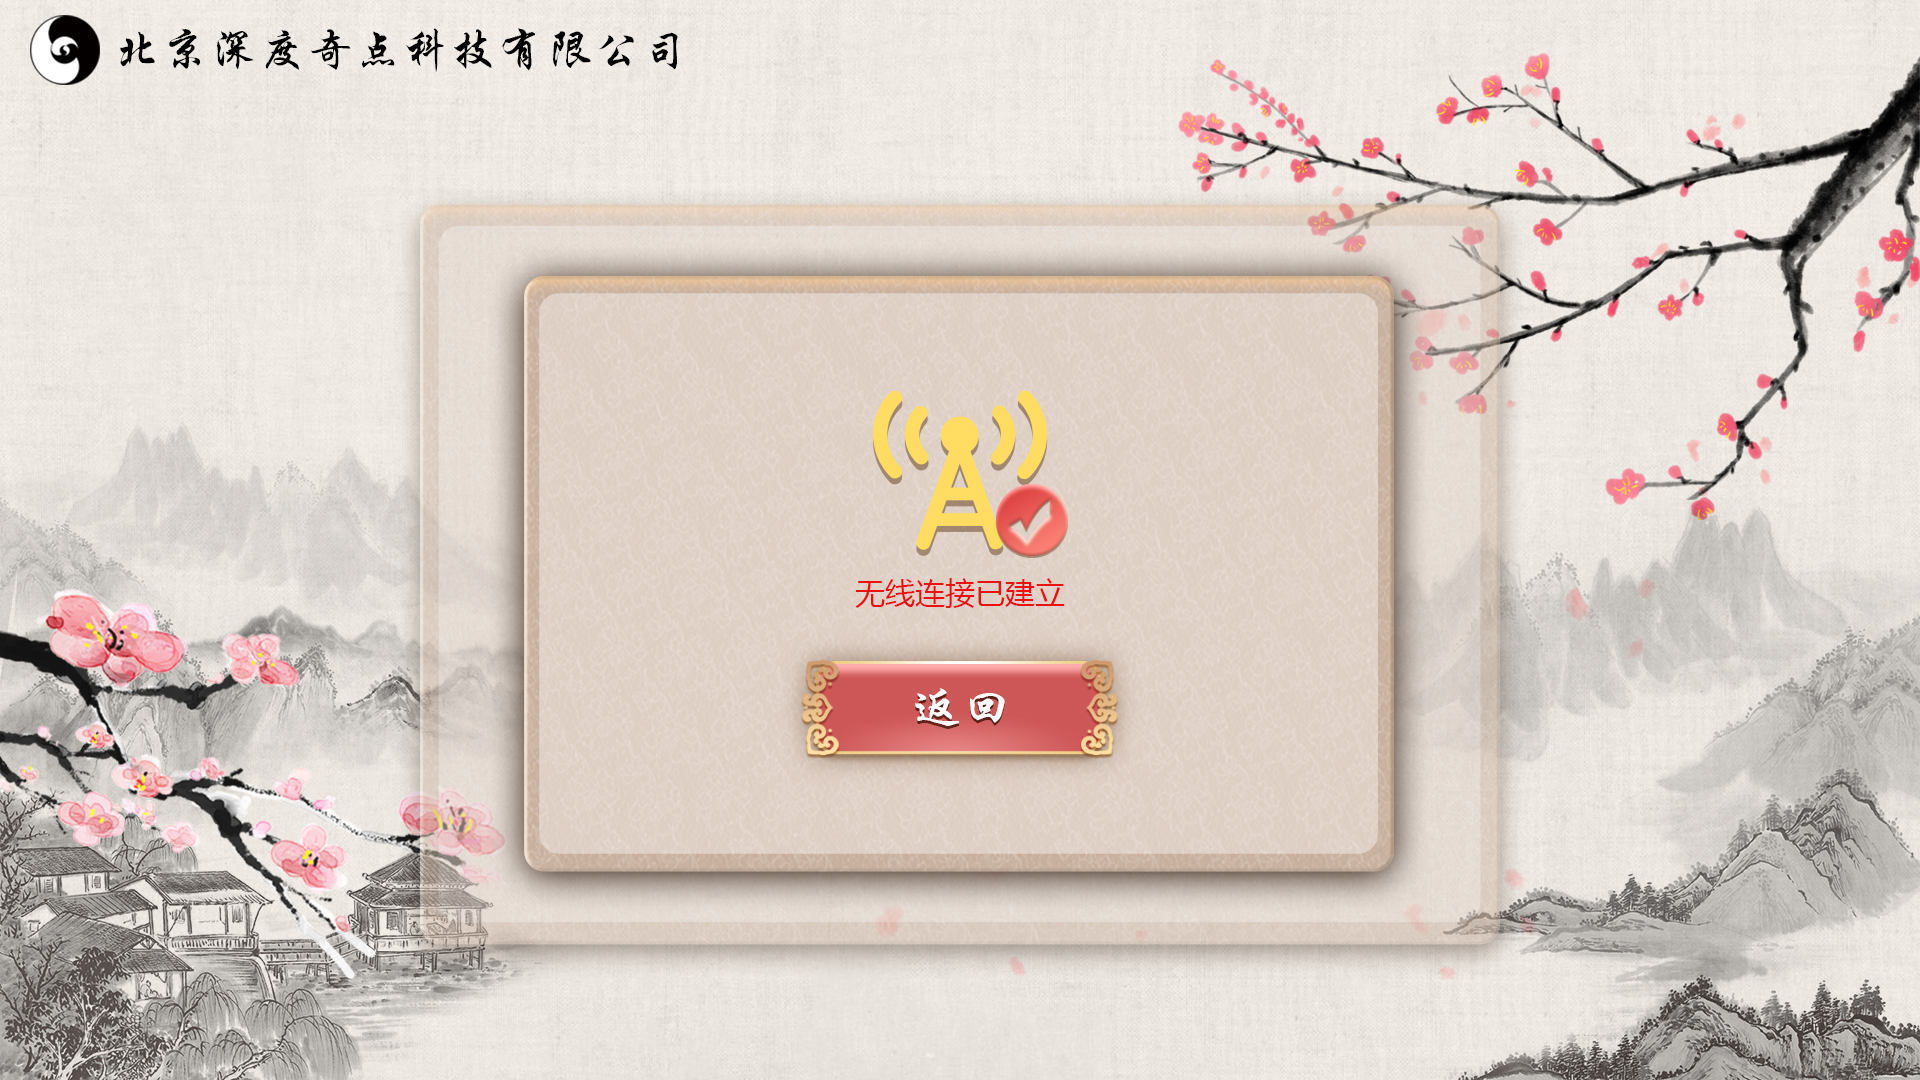 北京深度奇点科技有限公司
无线连接已建立
返回